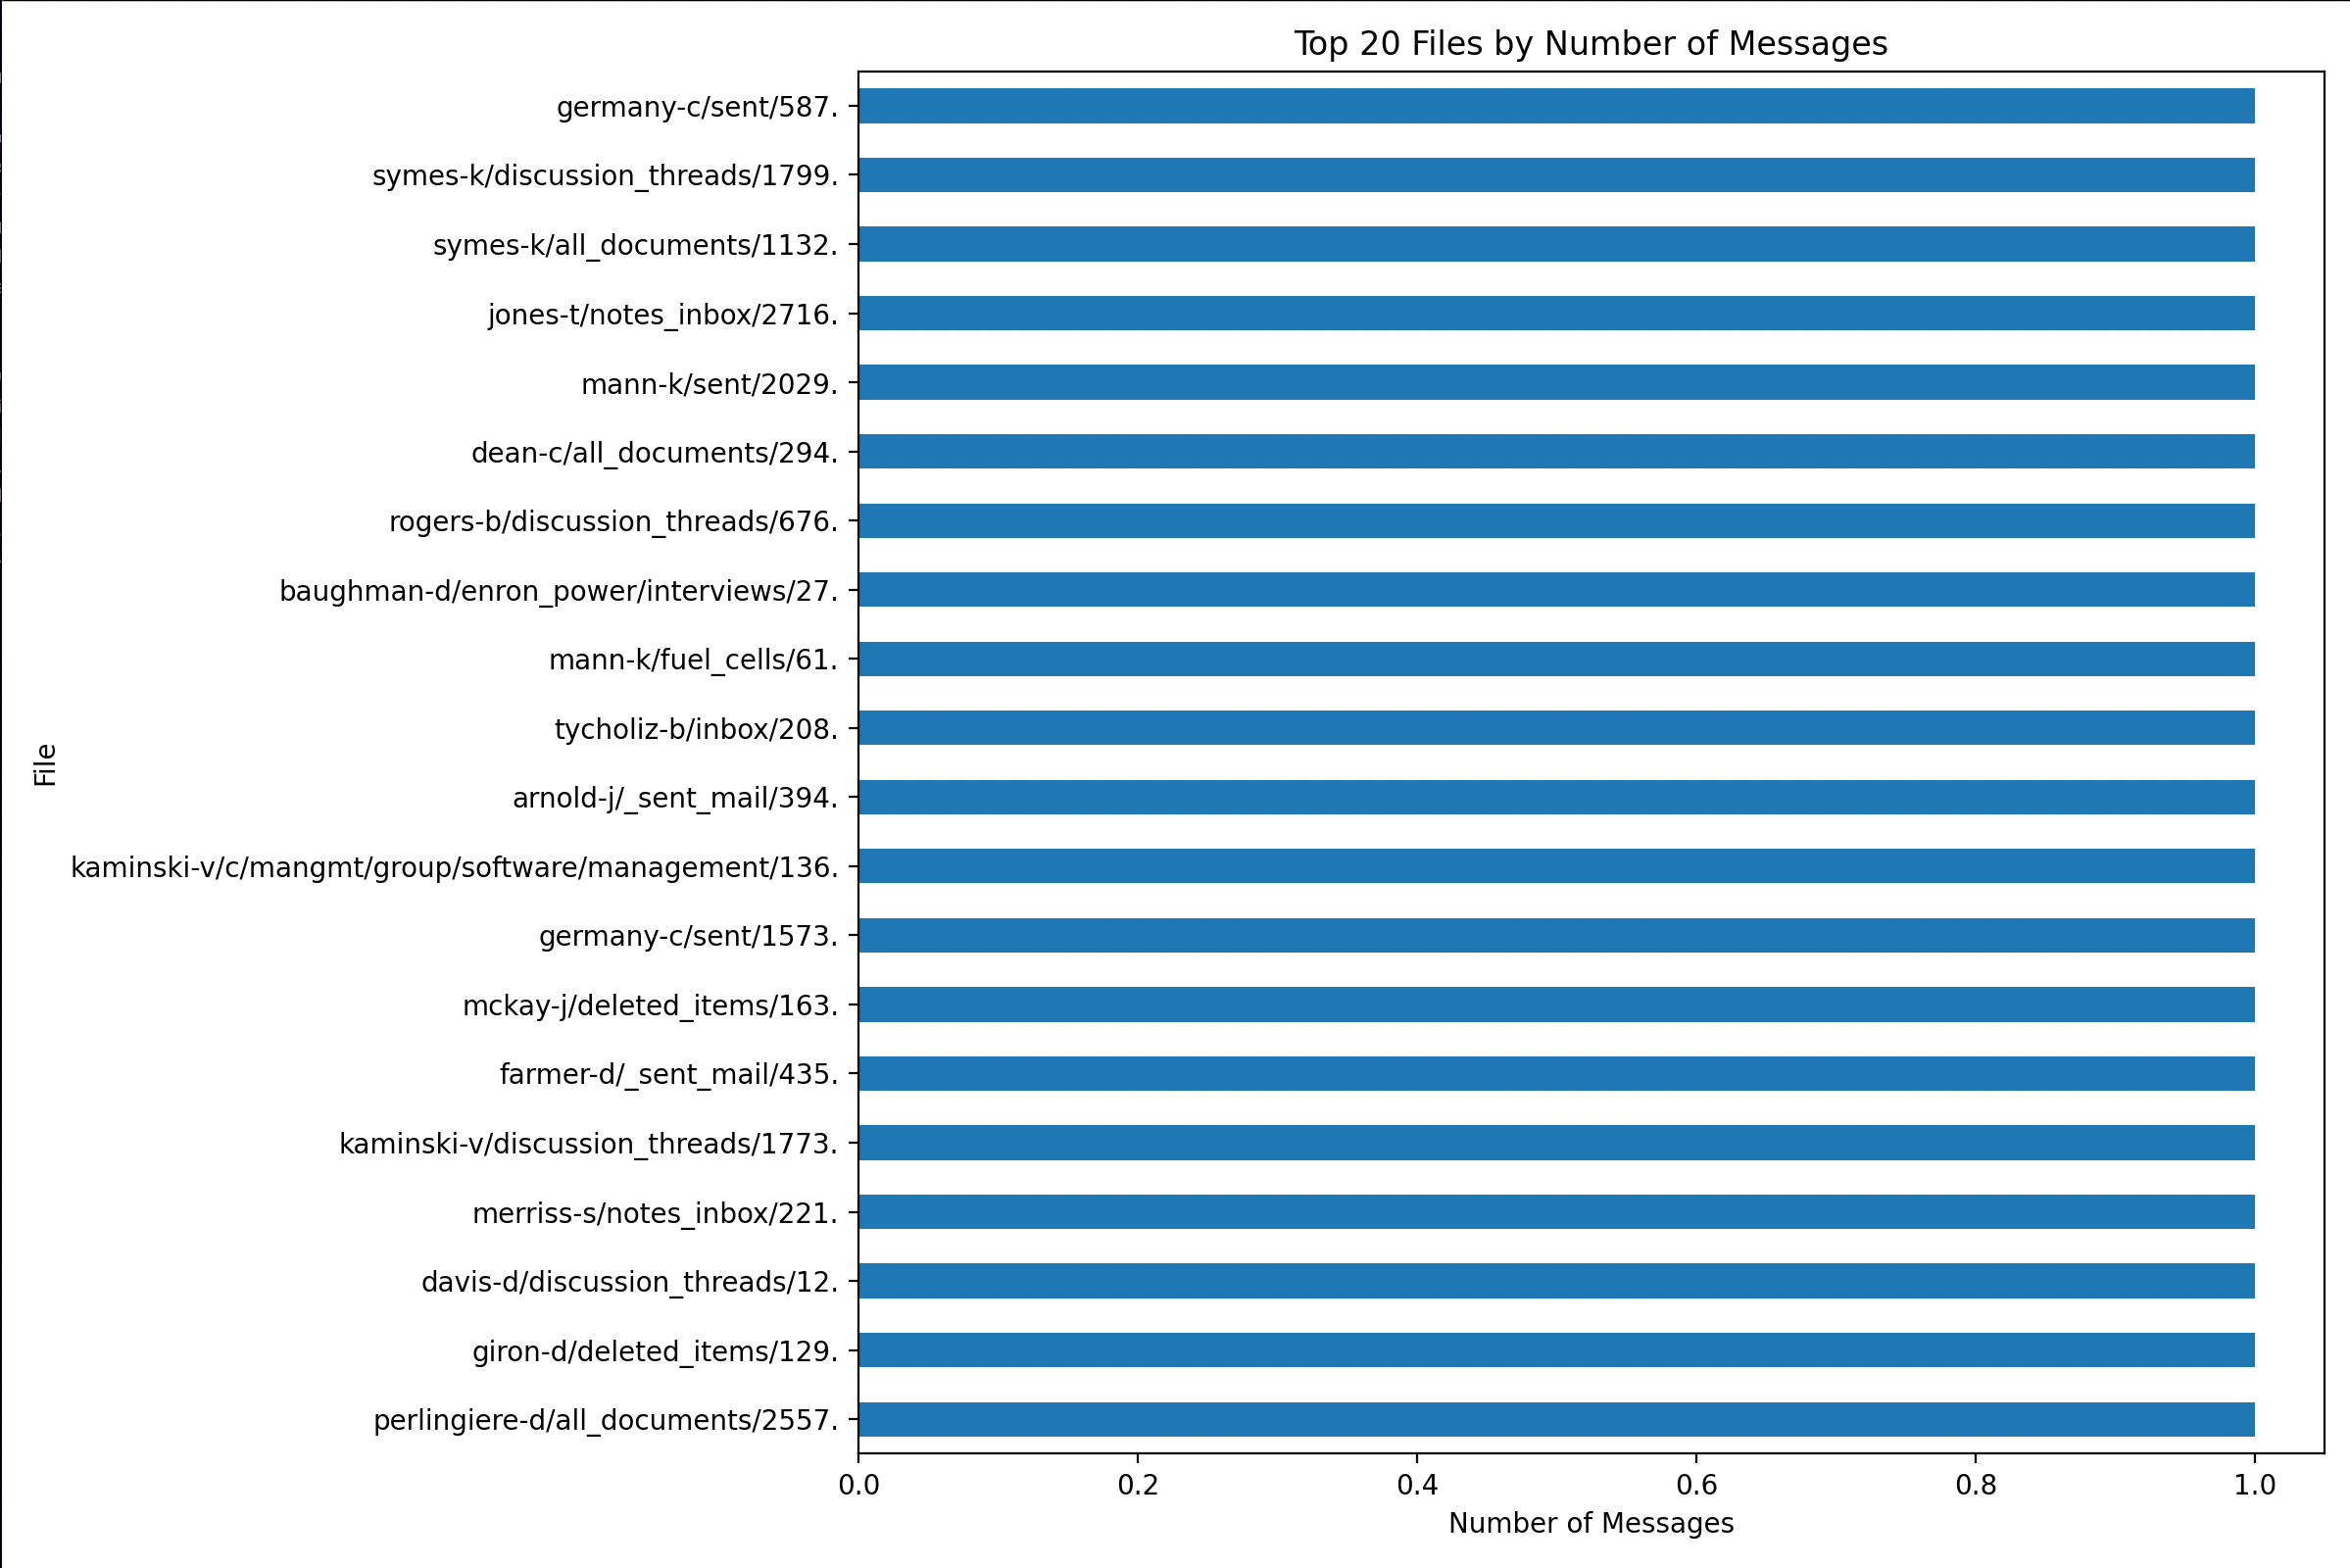 Top 20 Files by Number of Messages
germany-c/sent/587.
symes-k/discussion_threads/1799.
symes-k/all_documents/1132.
jones-t/notes_inbox/2716.
mann-k/sent/2029.
dean-c/all_documents/294.
rogers-b/discussion_threads/676.
baughman-d/enron_power/interviews/27.
mann-k/fuel_cells/61.
tycholiz-b/inbox/208.
arnold-j/_sent_mail/394.
kaminski-v/c/mangmt/group/software/management/136.
germany-c/sent/1573.
mckay-j/deleted_items/163.
farmer-d/_sent_mail/435.
kaminski-v/discussion_threads/1773.
merriss-s/notes_inbox/221.
davis-d/discussion_threads/12.
giron-d/deleted_items/129.
perlingiere-d/all_documents/2557.
File
0.0 0.2 0.4 0.6 0.8 1.0
Number of Messages